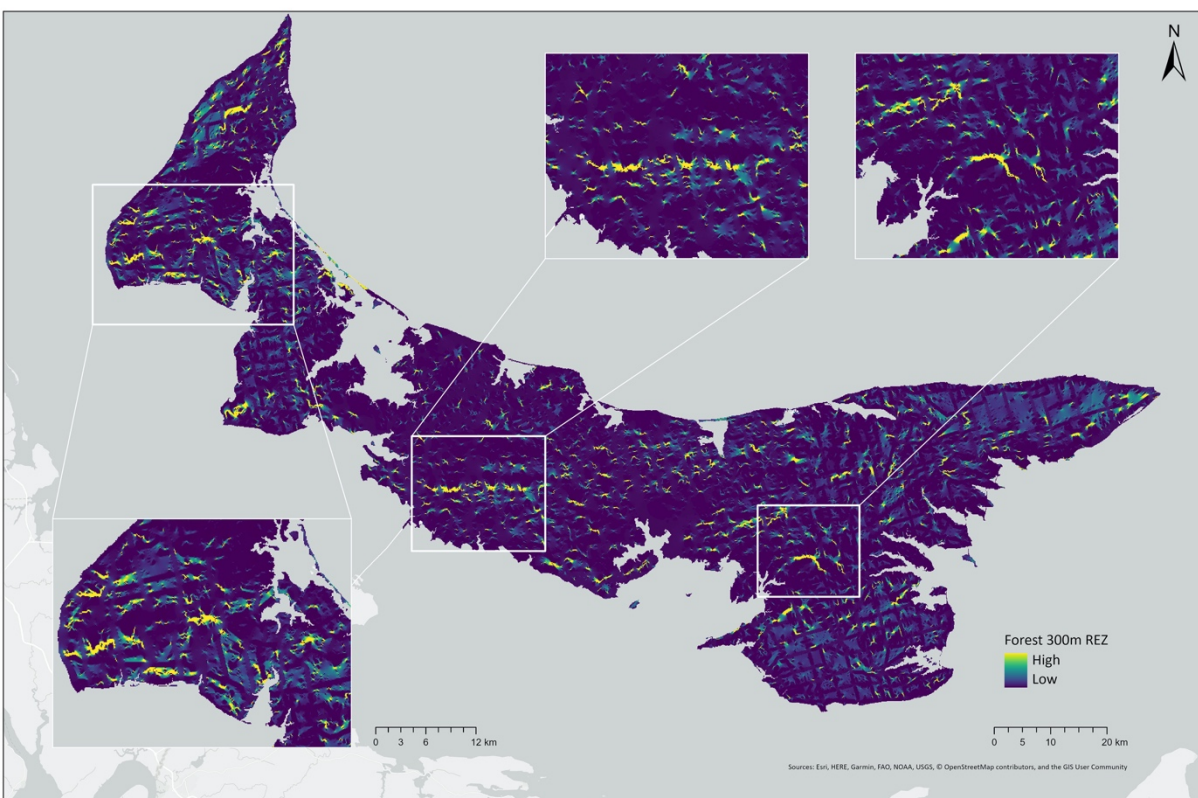 N
Forest 300m REZ
High
Low
0 3 6 12 km
0 5 10 20 km
Sources: Esri, HERE, Garmin, FAO, NOAA, USGS, © OpenStreetMap contributors, and the GIS User Community